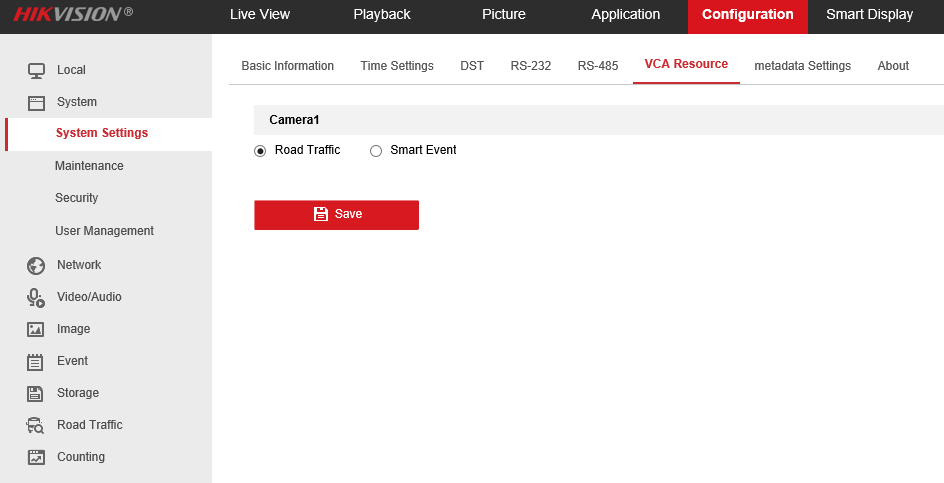 HIKVISION®
Live View Playback Picture Application Configuration Smart Display
Local
System
System Settings
Maintenance
Security
User Management
Network
Video/Audio
Image
Event
Storage
Road Traffic
Counting
Basic Information Time Settings DST RS-232 RS-485 VCA Resource metadata Settings About
Camera1
Road Traffic Smart Event
Save